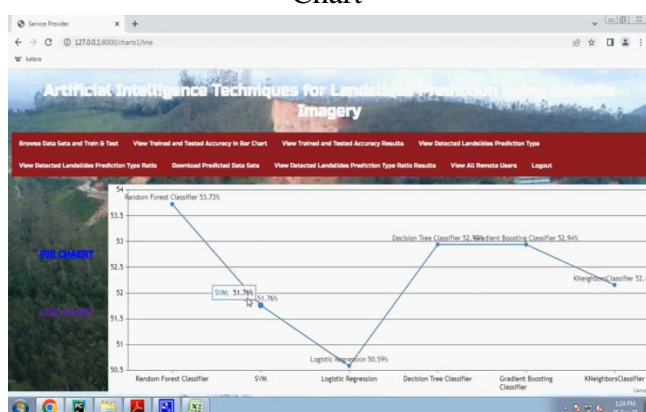 Chart
Service Provider
127.0.0.1:8000/charts1/line
katera
Artificial Intelligence Techniques for Landslides Prediction Using Satellite
Imagery
Browse Data Sets and Train & Test View Trained and Tested Accuracy in Bar Chart View Trained and Tested Accuracy Results View Detected Landslides Prediction Type
View Detected Landslides Prediction Type Ratio Download Predicted Data Sets View Detected Landslides Prediction Type Ratio Results View All Remote Users Logout
54
Random Forest Classifier 53.73%
53.5
Decision Tree Classifier 52.94% Gradient Boosting Classifier 52.94%
53
PIE CHAERT
52.5
KNeighborsClassifier 52.
52
SVM: 51.76%
51.76%
51.5
LINE CHART
51
Logistic Regression 50.59%
50.5
Random Forest Classifier SVM Logistic Regression Decision Tree Classifier Gradient Boosting Classifier KNeighborsClassifier
1:24 PM